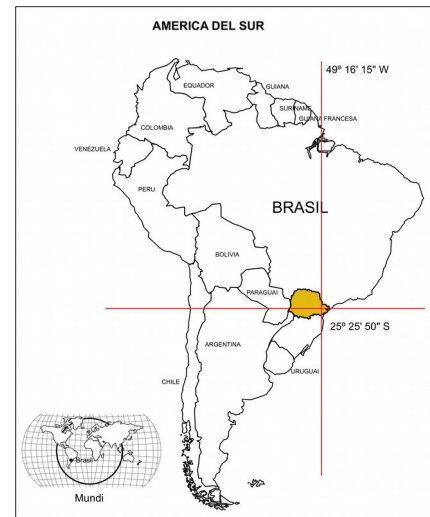 AMERICA DEL SUR
49º 16' 15" W
EQUADOR
GUIANA
SURINAME
GUIANA FRANCESA
COLOMBIA
VENEZUELA
PERU
BRASIL
BOLIVIA
PARAGUAI
25º 25' 50" S
ARGENTINA
URUGUAI
CHILE
Brasil
Mundi